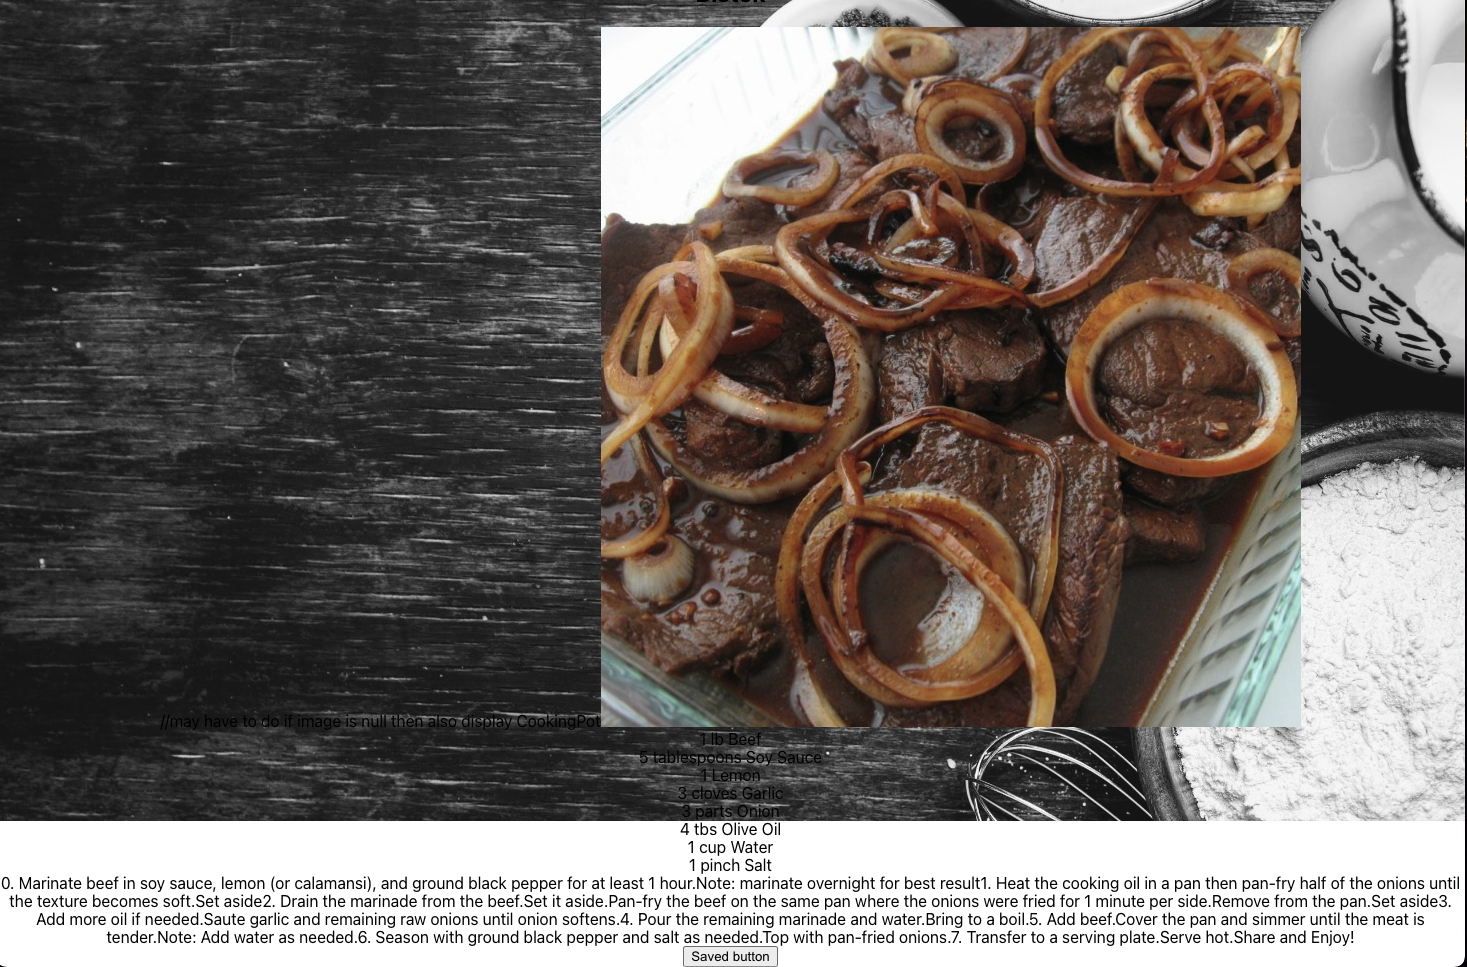 Bistek
//may have to do if image is null then also display CookingPot
1 lb Beef
5 tablespoons Soy Sauce
1 Lemon
3 cloves Garlic
3 parts Onion
4 tbs Olive Oil
1 cup Water
1 pinch Salt
0. Marinate beef in soy sauce, lemon (or calamansi), and ground black pepper for at least 1 hour.Note: marinate overnight for best result1. Heat the cooking oil in a pan then pan-fry half of the onions until
the texture becomes soft.Set aside2. Drain the marinade from the beef.Set it aside.Pan-fry the beef on the same pan where the onions were fried for 1 minute per side.Remove from the pan.Set aside3.
Add more oil if needed.Saute garlic and remaining raw onions until onion softens.4. Pour the remaining marinade and water.Bring to a boil.5. Add beef.Cover the pan and simmer until the meat is
tender.Note: Add water as needed.6. Season with ground black pepper and salt as needed.Top with pan-fried onions.7. Transfer to a serving plate.Serve hot.Share and Enjoy!
Saved button